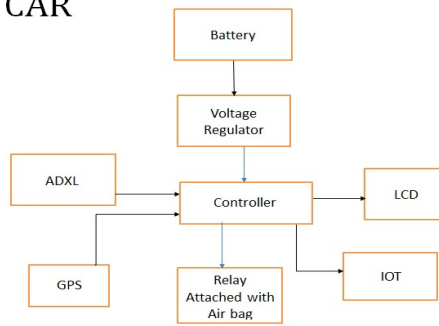 CAR
Battery
Voltage
Regulator
ADXL
Controller
LCD
GPS
Relay
Attached with
Air bag
IOT